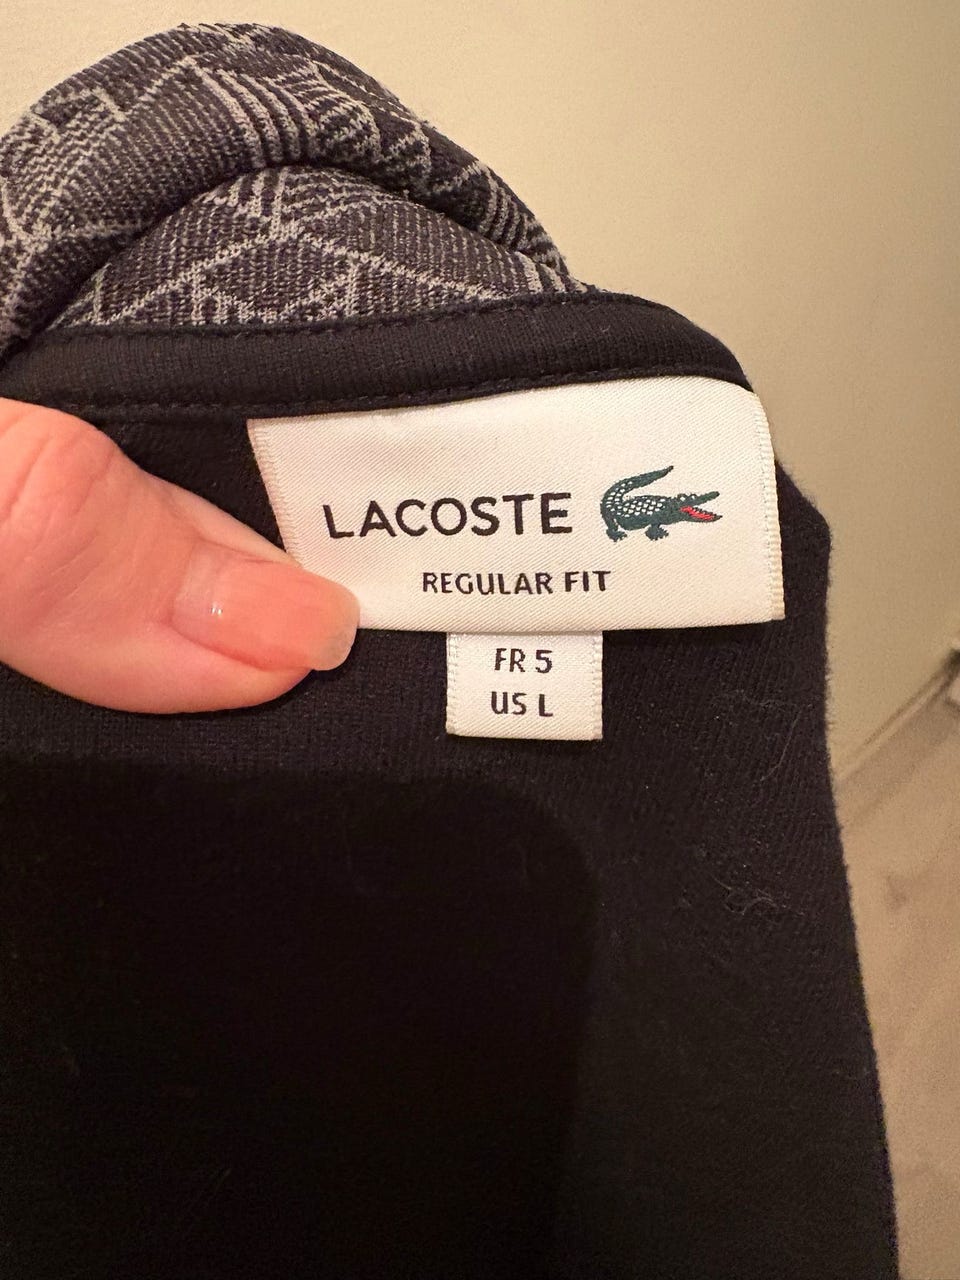 LACOSTE
REGULAR FIT
FR 5
US L